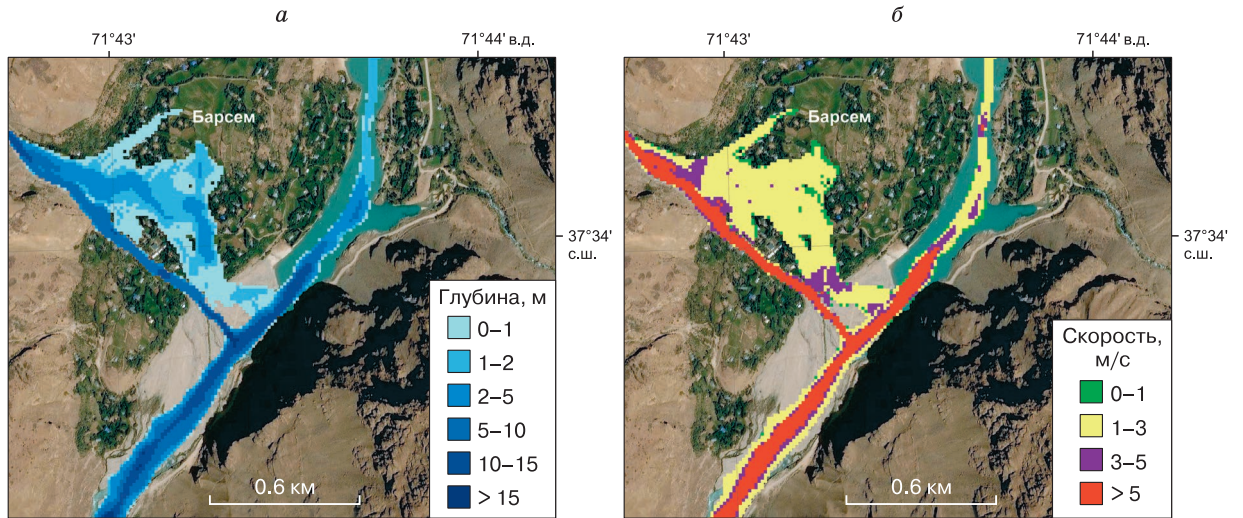 а
71°43'
71°44' в.д.
Барсем
37°34'
с.ш.
Глубина, м
0–1
1–2
2–5
5–10
10–15
> 15
0.6 км
б
71°43'
71°44' в.д.
Барсем
37°34'
с.ш.
Скорость,
м/с
0–1
1–3
3–5
> 5
0.6 км